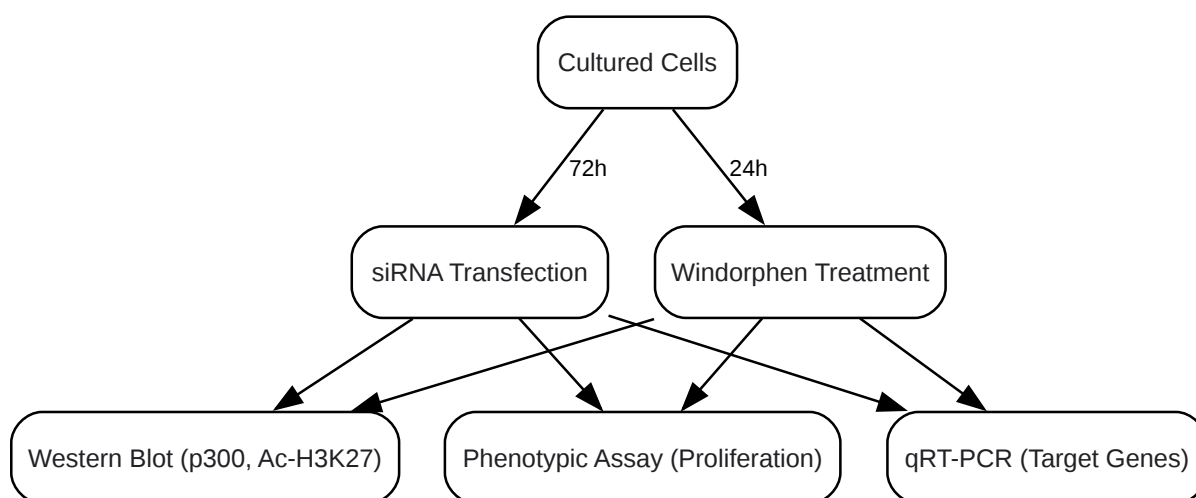 Cultured Cells
72h
24h
siRNA Transfection
Windorphen Treatment
Western Blot (p300, Ac-H3K27)
Phenotypic Assay (Proliferation)
qRT-PCR (Target Genes)